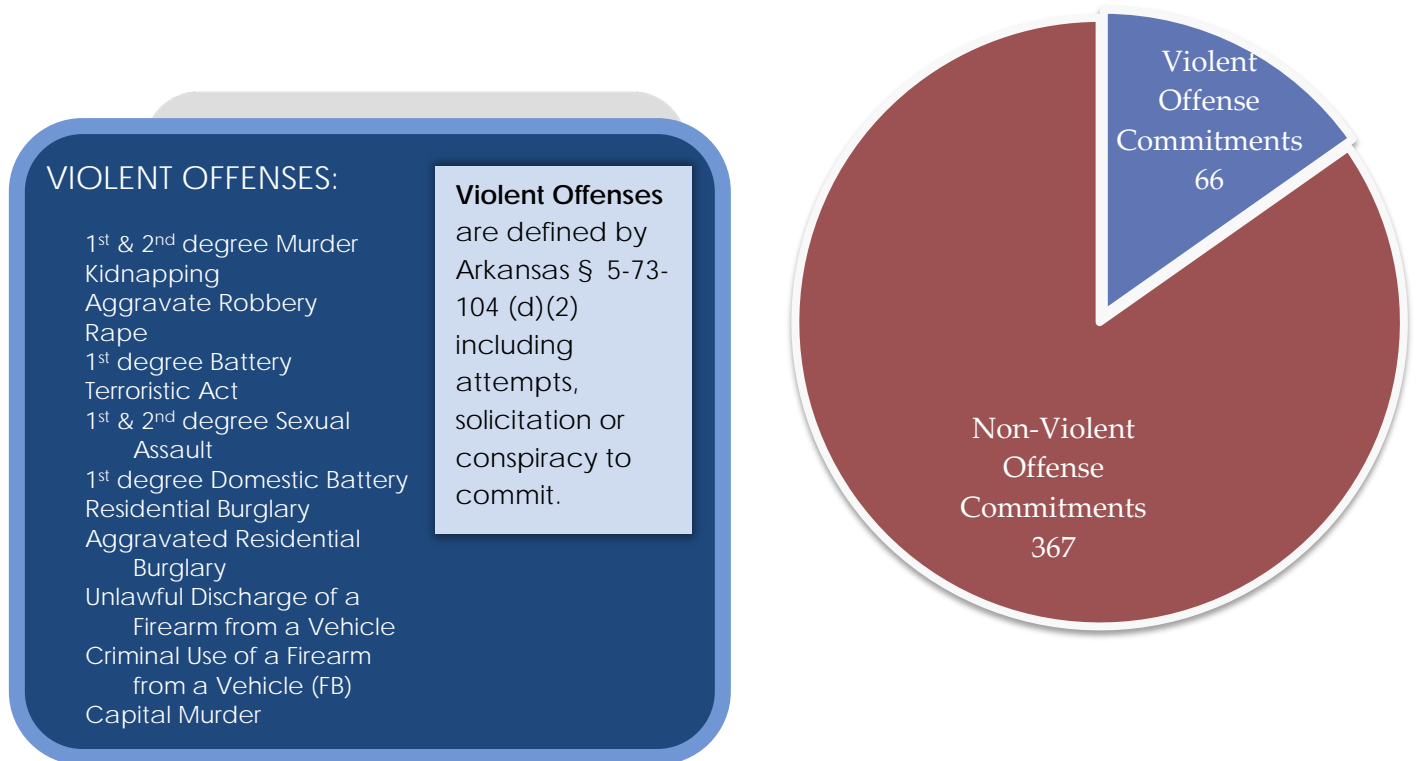 VIOLENT OFFENSES:
1st & 2nd degree Murder
Kidnapping
Aggravate Robbery
Rape
1st degree Battery
Terroristic Act
1st & 2nd degree Sexual
Assault
1st degree Domestic Battery
Residential Burglary
Aggravated Residential
Burglary
Unlawful Discharge of a
Firearm from a Vehicle
Criminal Use of a Firearm
from a Vehicle (FB)
Capital Murder
Violent Offenses
are defined by
Arkansas § 5-73-
104 (d)(2)
including
attempts,
solicitation or
conspiracy to
commit.
Violent
Offense
Commitments
66
Non-Violent
Offense
Commitments
367